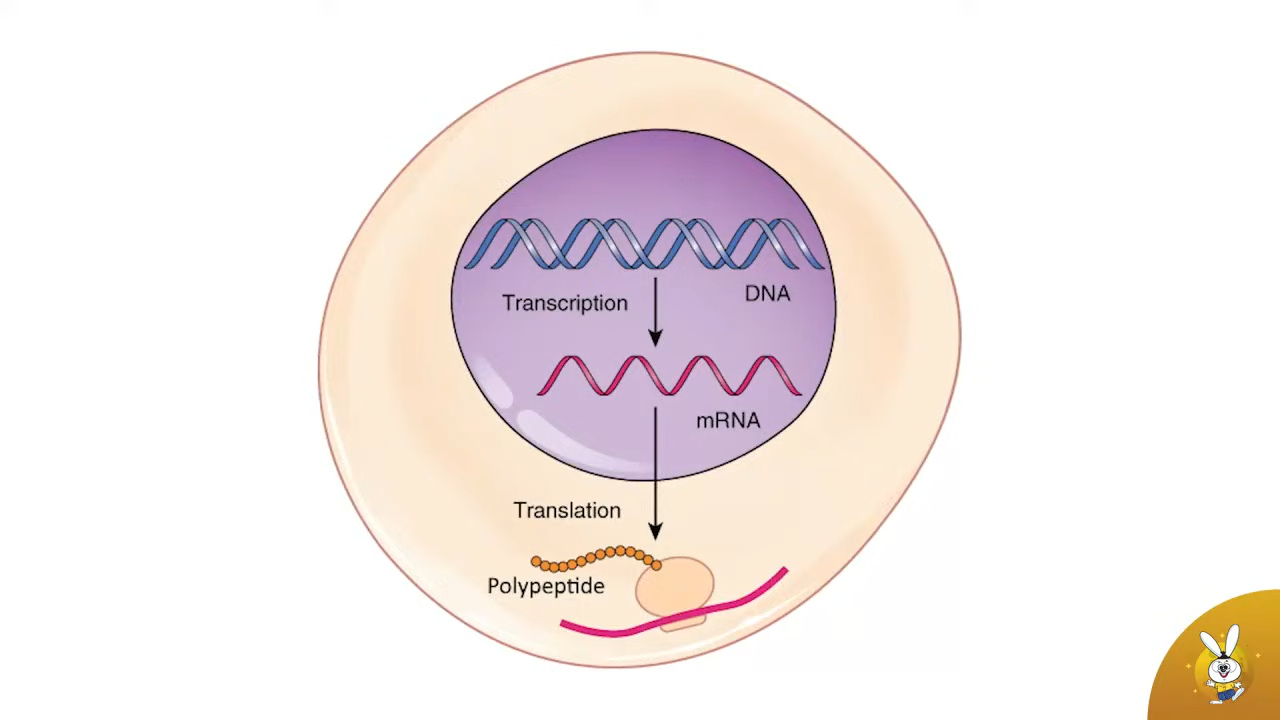 DNA
Transcription
mRNA
Translation
Polypeptide